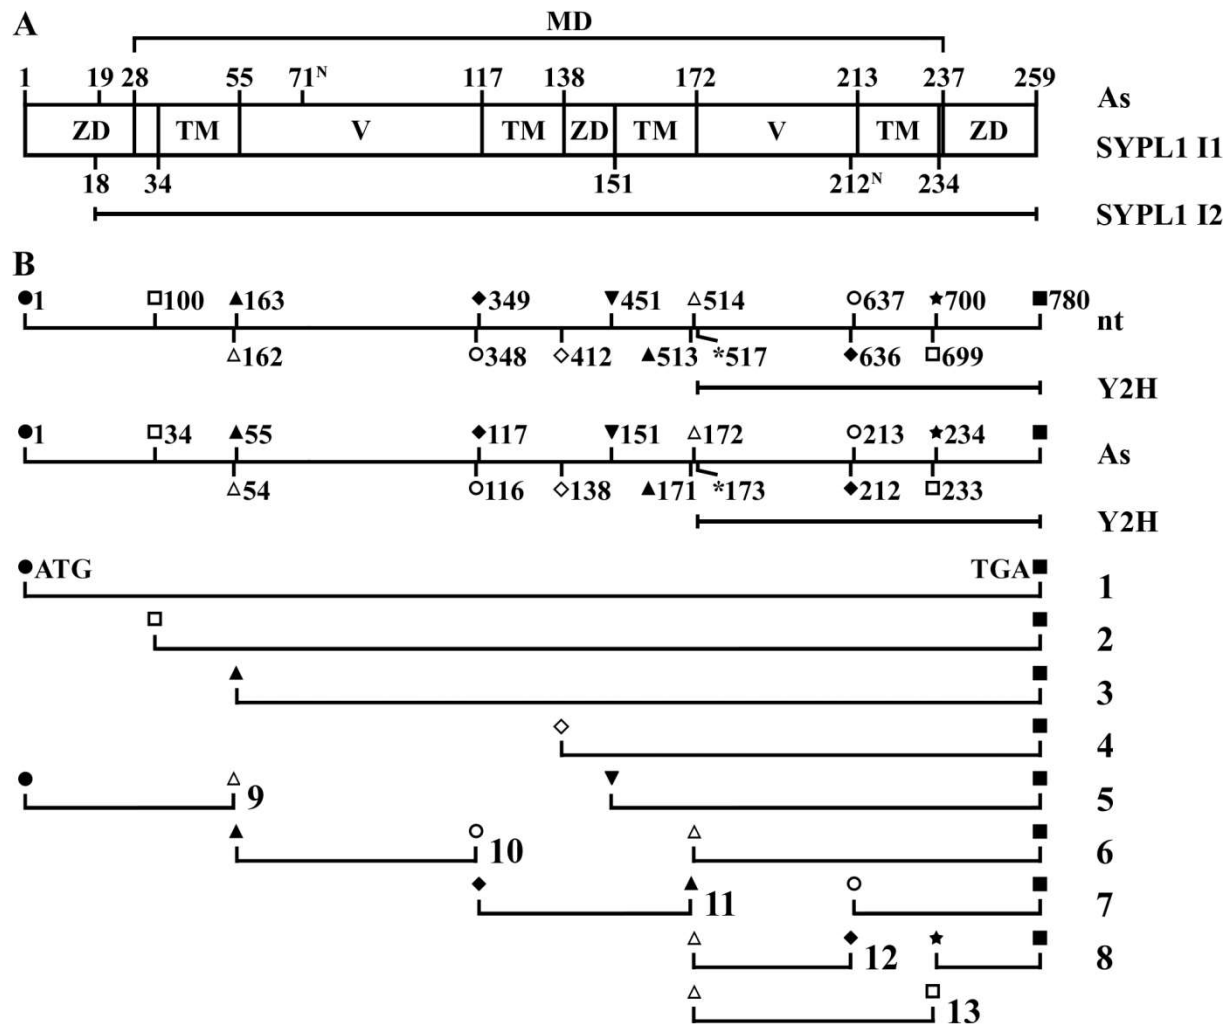 A
MD
1 19 28 55 71ᴺ 117 138 172 213 237 259 As
ZD TM V TM ZD TM V TM ZD SYPL1 I1
18 34 151 212ᴺ 234
SYPL1 I2
B
●1 □100 ▲163 ◆349 ▼451 △514 ○637 ★700 ■780 nt
△162 ○348 ◇412 ▲513 *517 ◆636 □699
Y2H
●1 □34 ▲55 ◆117 ▼151 △172 ○213 ★234 ■ As
△54 ○116 ◇138 ▲171 *173 ◆212 □233
Y2H
●ATG TGA■ 1
2
3
4
9 5
10 6
11 7
12 8
13